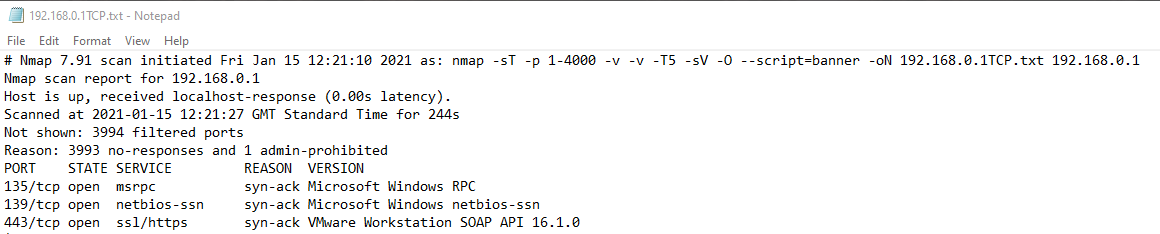 192.168.0.1TCP.txt - Notepad
File Edit Format View Help
# Nmap 7.91 scan initiated Fri Jan 15 12:21:10 2021 as: nmap -sT -p 1-4000 -v -v -T5 -sV -O --script=banner -oN 192.168.0.1TCP.txt 192.168.0.1
Nmap scan report for 192.168.0.1
Host is up, received localhost-response (0.00s latency).
Scanned at 2021-01-15 12:21:27 GMT Standard Time for 244s
Not shown: 3994 filtered ports
Reason: 3993 no-responses and 1 admin-prohibited
PORT    STATE SERVICE         REASON  VERSION
135/tcp open  msrpc           syn-ack Microsoft Windows RPC
139/tcp open  netbios-ssn     syn-ack Microsoft Windows netbios-ssn
443/tcp open  ssl/https       syn-ack VMware Workstation SOAP API 16.1.0